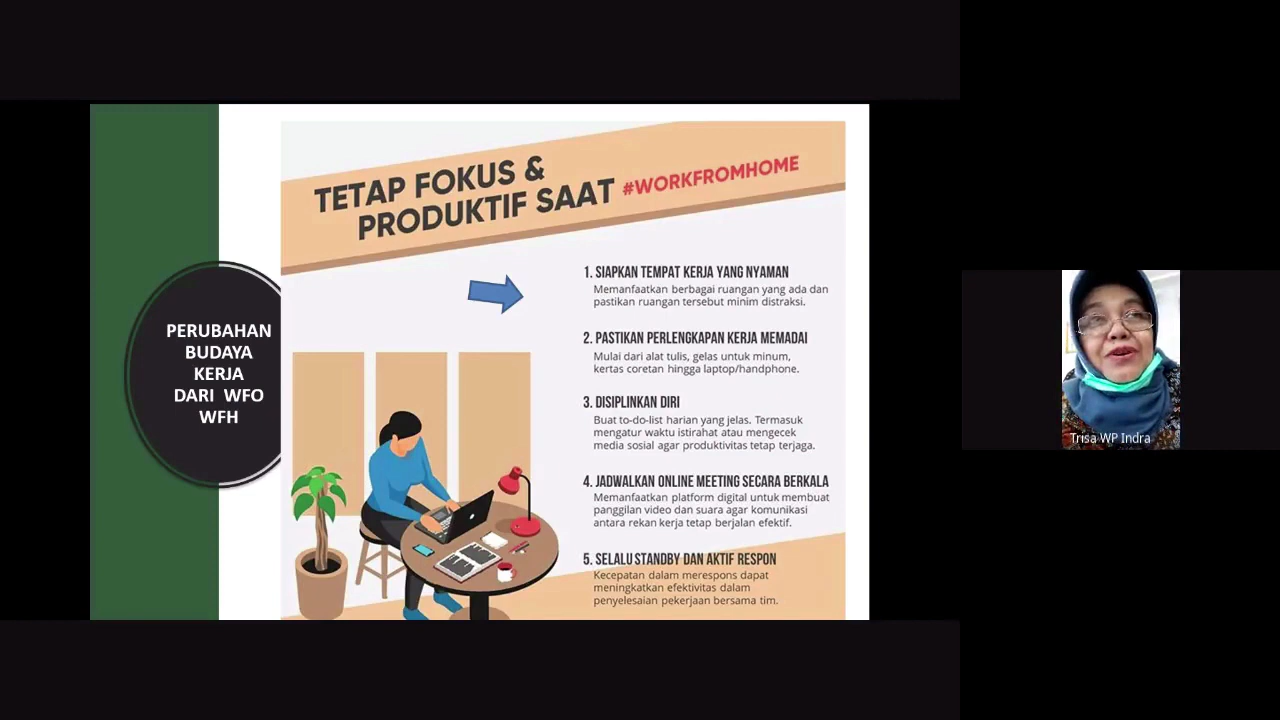 PERUBAHAN
BUDAYA
KERJA
DARI WFO
WFH
TETAP FOKUS &
PRODUKTIF SAAT #WORKFROMHOME
1. SIAPKAN TEMPAT KERJA YANG NYAMAN
Memanfaatkan berbagai ruangan yang ada dan
pastikan ruangan tersebut minim distraksi.
2. PASTIKAN PERLENGKAPAN KERJA MEMADAI
Mulai dari alat tulis, gelas untuk minum,
kertas coretan hingga laptop/handphone.
3. DISIPLINKAN DIRI
Buat to-do-list harian yang jelas. Termasuk
mengatur waktu istirahat atau mengecek
media sosial agar produktivitas tetap terjaga.
4. JADWALKAN ONLINE MEETING SECARA BERKALA
Memanfaatkan platform digital untuk membuat
panggilan video dan suara agar komunikasi
antara rekan kerja tetap berjalan efektif.
5. SELALU STANDBY DAN AKTIF RESPON
Kecepatan dalam merespons dapat
meningkatkan efektivitas dalam
penyelesaian pekerjaan bersama tim.
Trisa WP Indra